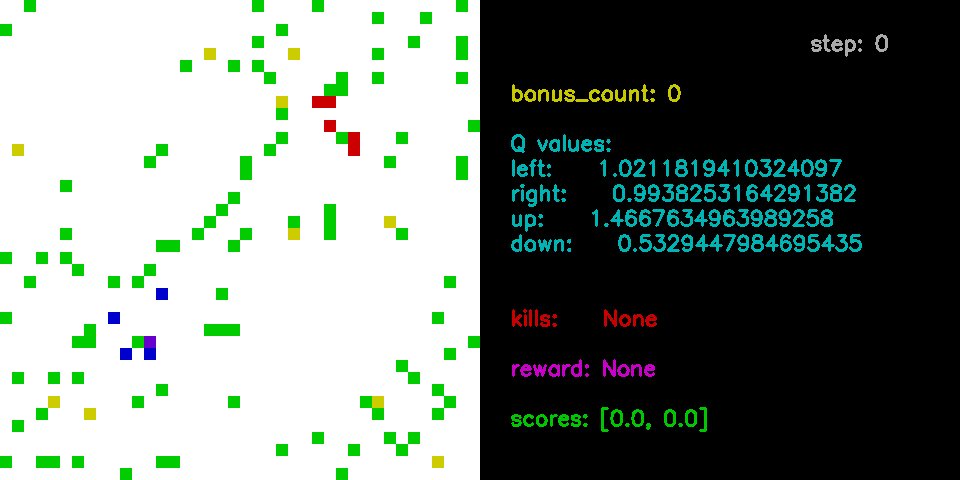 step: 0
bonus_count: 0
Q values:
left: 1.0211819410324097
right: 0.9938253164291382
up: 1.4667634963989258
down: 0.5329447984695435
kills: None
reward: None
scores: [0.0, 0.0]